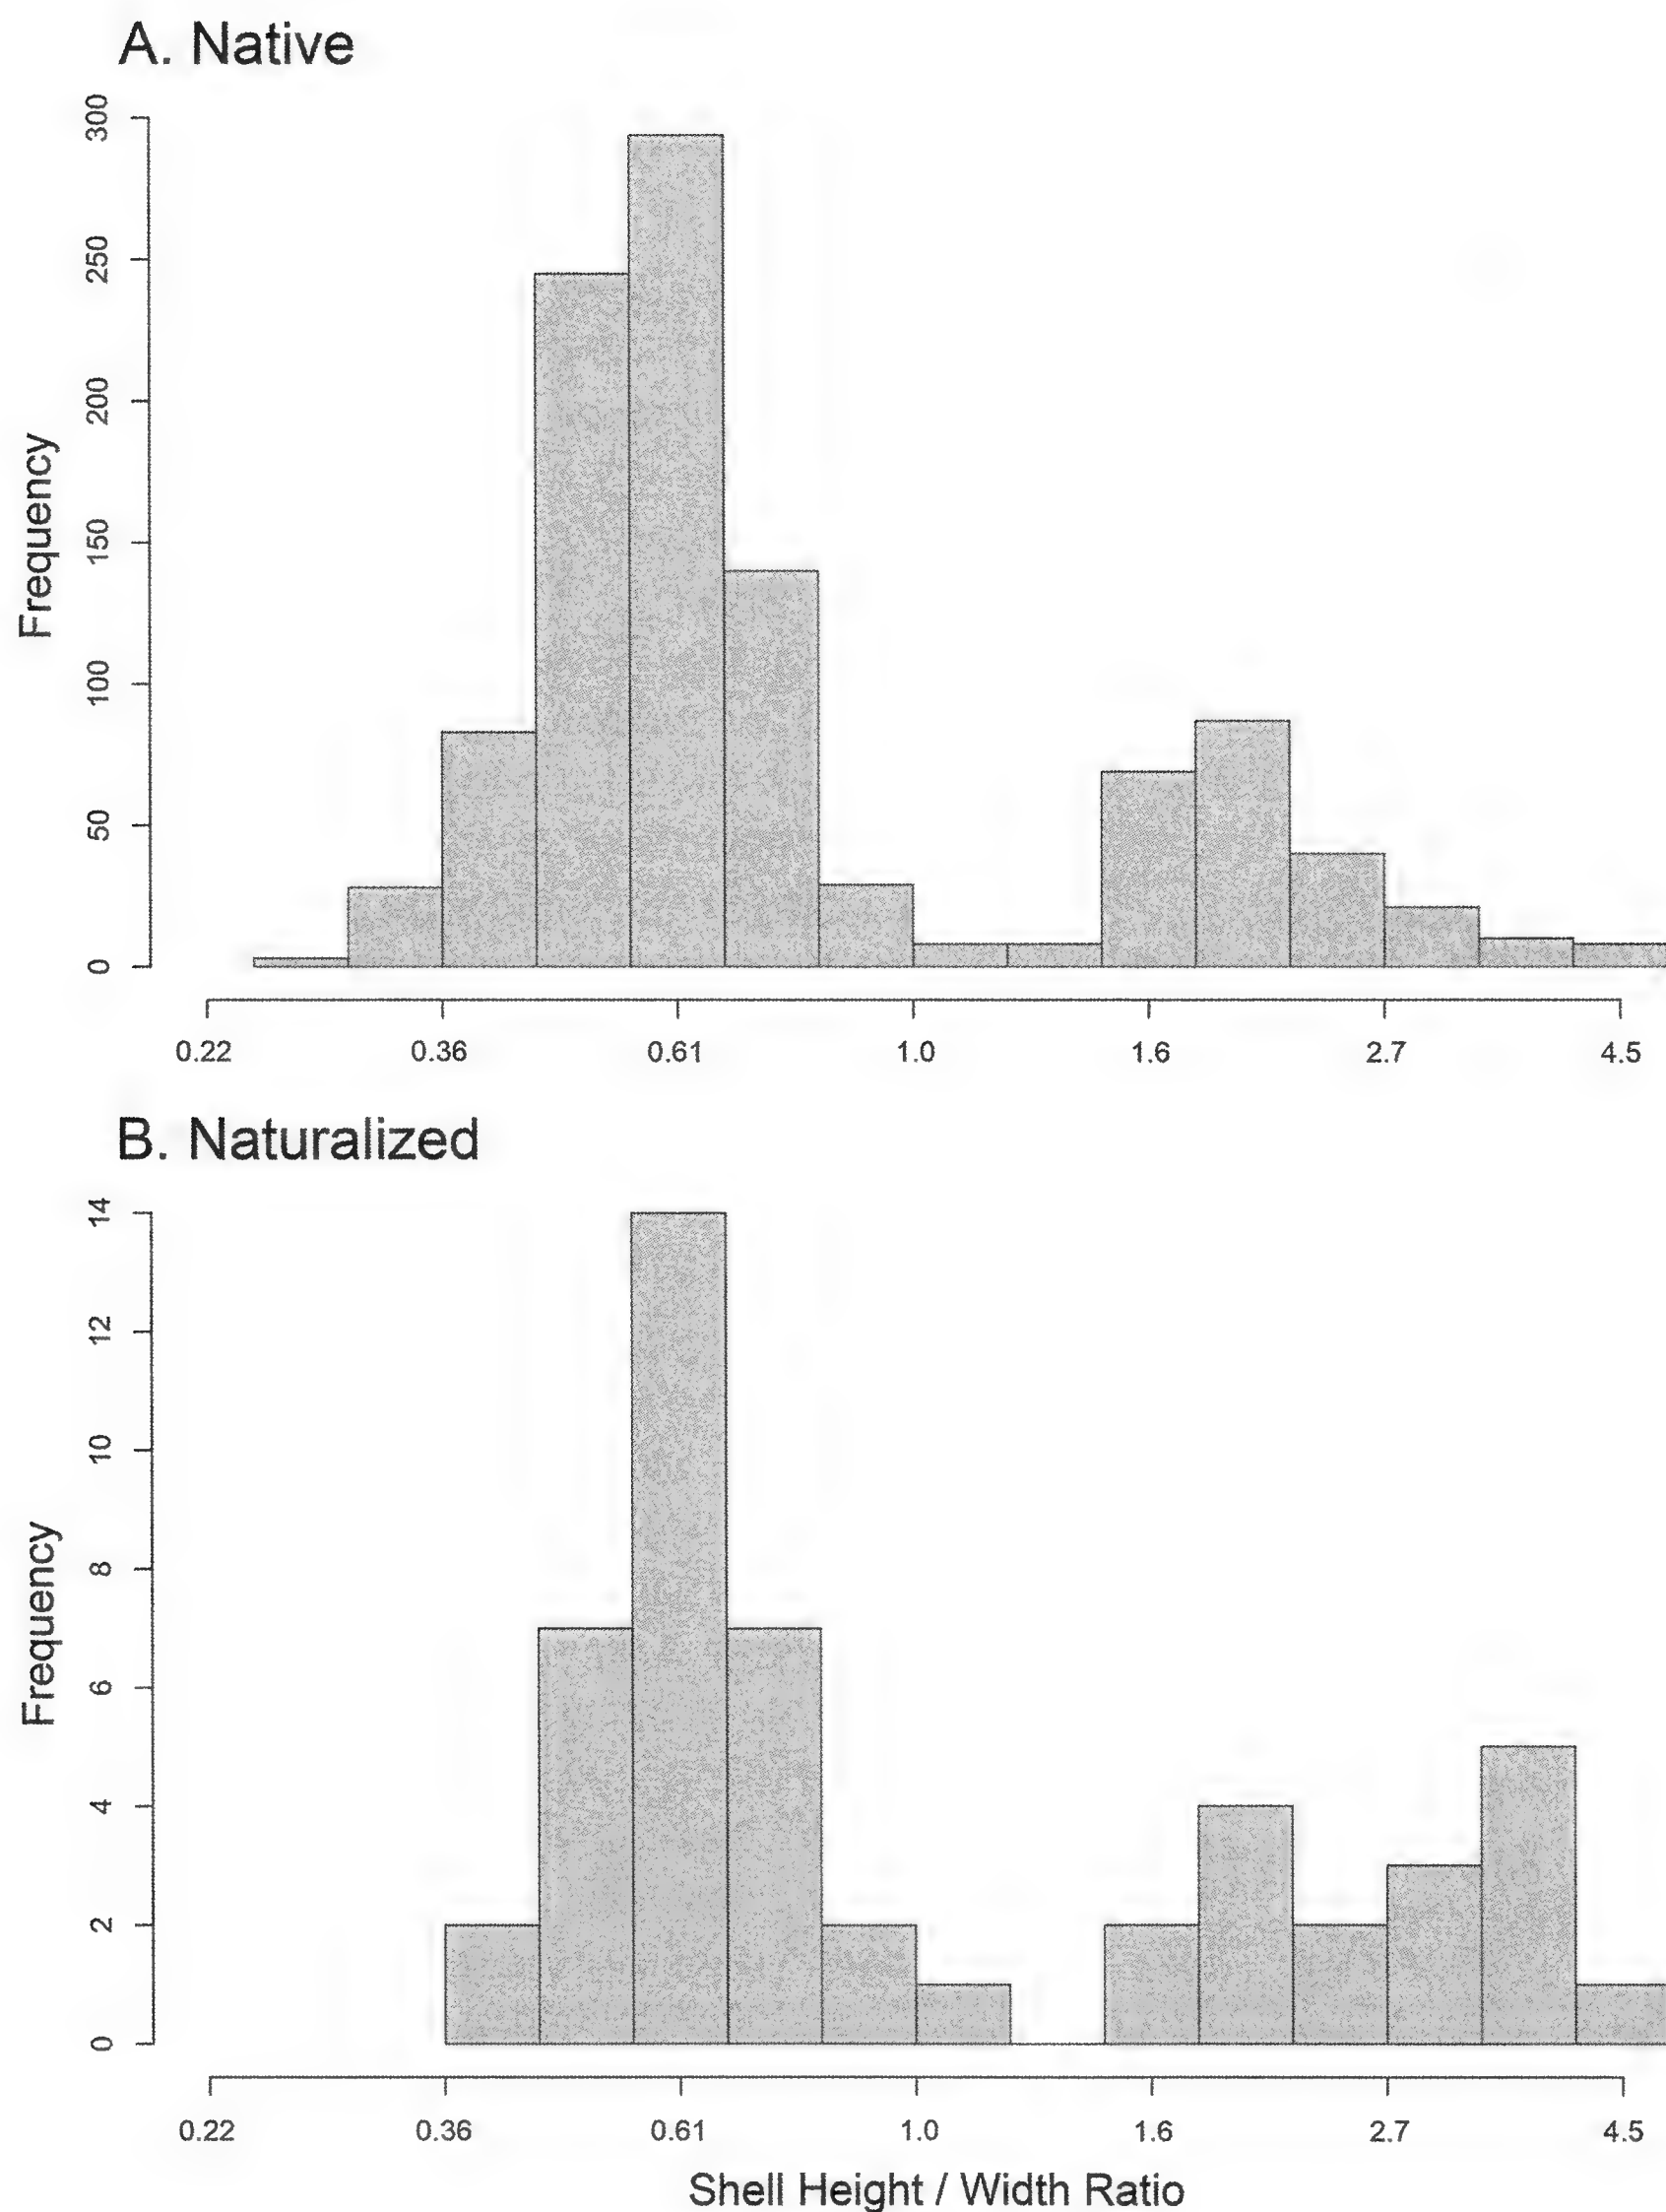 A. Native
300
250
200
150
100
50
0
Frequency
0.22 0.36 0.61 1.0 1.6 2.7 4.5
B. Naturalized
14
12
10
8
6
4
2
0
Frequency
0.22 0.36 0.61 1.0 1.6 2.7 4.5
Shell Height / Width Ratio